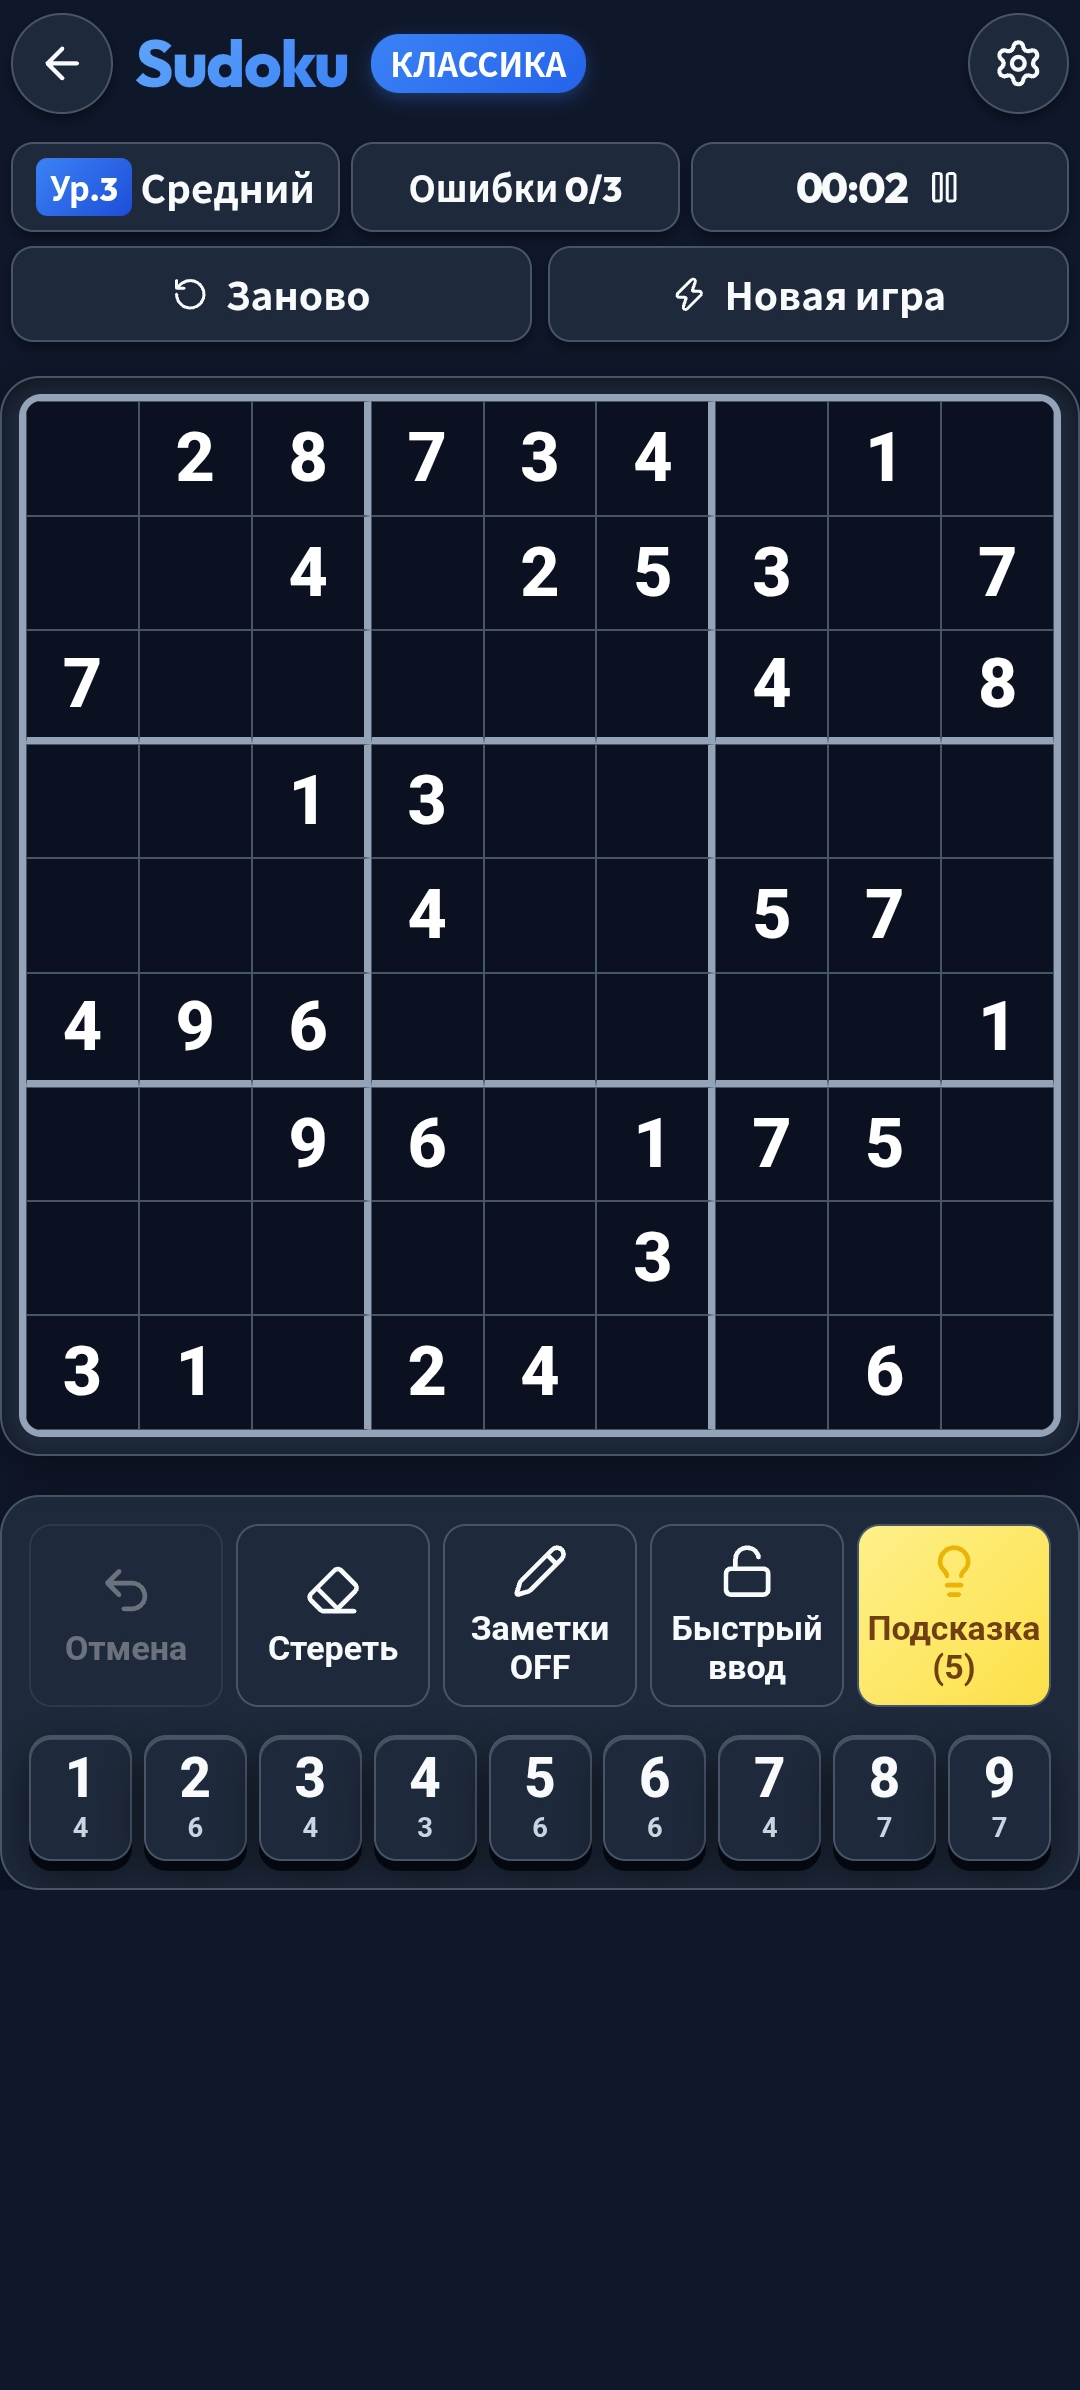 Sudoku КЛАССИКА
Ур.3 Средний Ошибки 0/3 00:02
Заново Новая игра
2 8 7 3 4 1
4 2 5 3 7
7 4 8
1 3
4 5 7
4 9 6 1
9 6 1 7 5
3
3 1 2 4 6
Отмена Стереть Заметки OFF Быстрый ввод Подсказка (5)
1 2 3 4 5 6 7 8 9
4 6 4 3 6 6 4 7 7